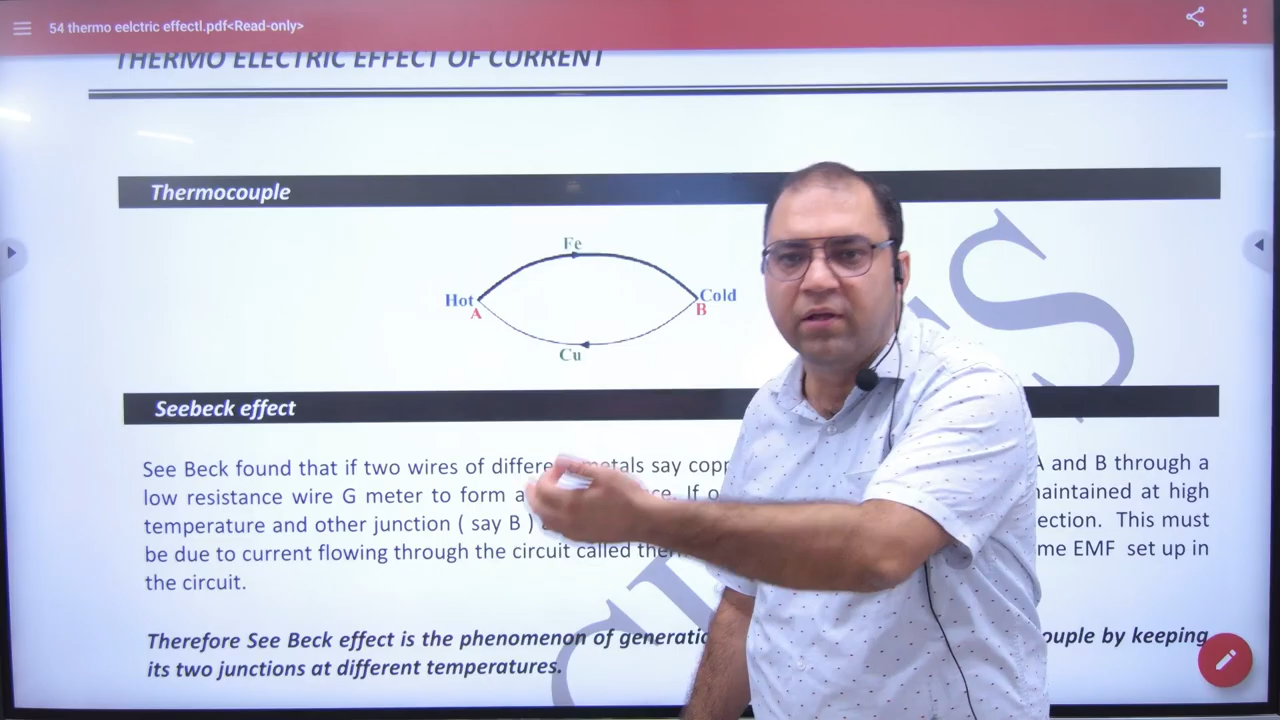 54 thermo eelctric effectl.pdf<Read-only>
THERMO ELECTRIC EFFECT OF CURRENT
Thermocouple
Fe
Hot
Cold
A
B
Cu
Seebeck effect
See Beck found that if two wires of differe metals say copp A and B through a
low resistance wire G meter to form a ce. If o aintained at high
temperature and other junction ( say B ) ection. This must
be due to current flowing through the circuit called ther me EMF set up in
the circuit.
Therefore See Beck effect is the phenomenon of generatio ouple by keeping
its two junctions at different temperatures.